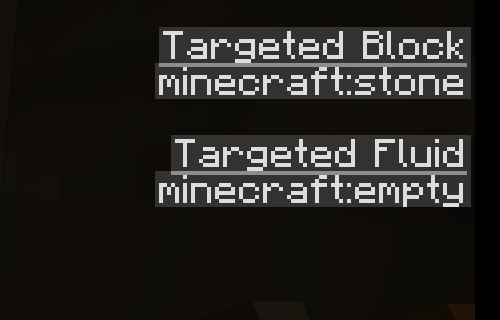 Targeted Block
minecraft:stone
Targeted Fluid
minecraft:empty